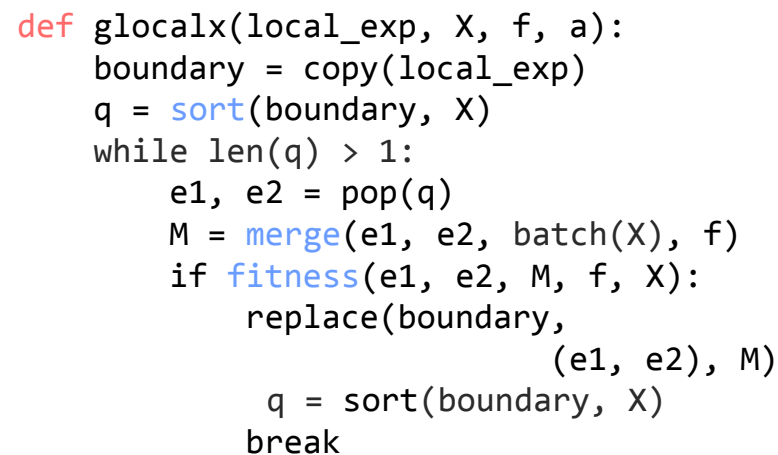 def glocalx(local_exp, X, f, a):
    boundary = copy(local_exp)
    q = sort(boundary, X)
    while len(q) > 1:
        e1, e2 = pop(q)
        M = merge(e1, e2, batch(X), f)
        if fitness(e1, e2, M, f, X):
            replace(boundary,
                            (e1, e2), M)
             q = sort(boundary, X)
            break